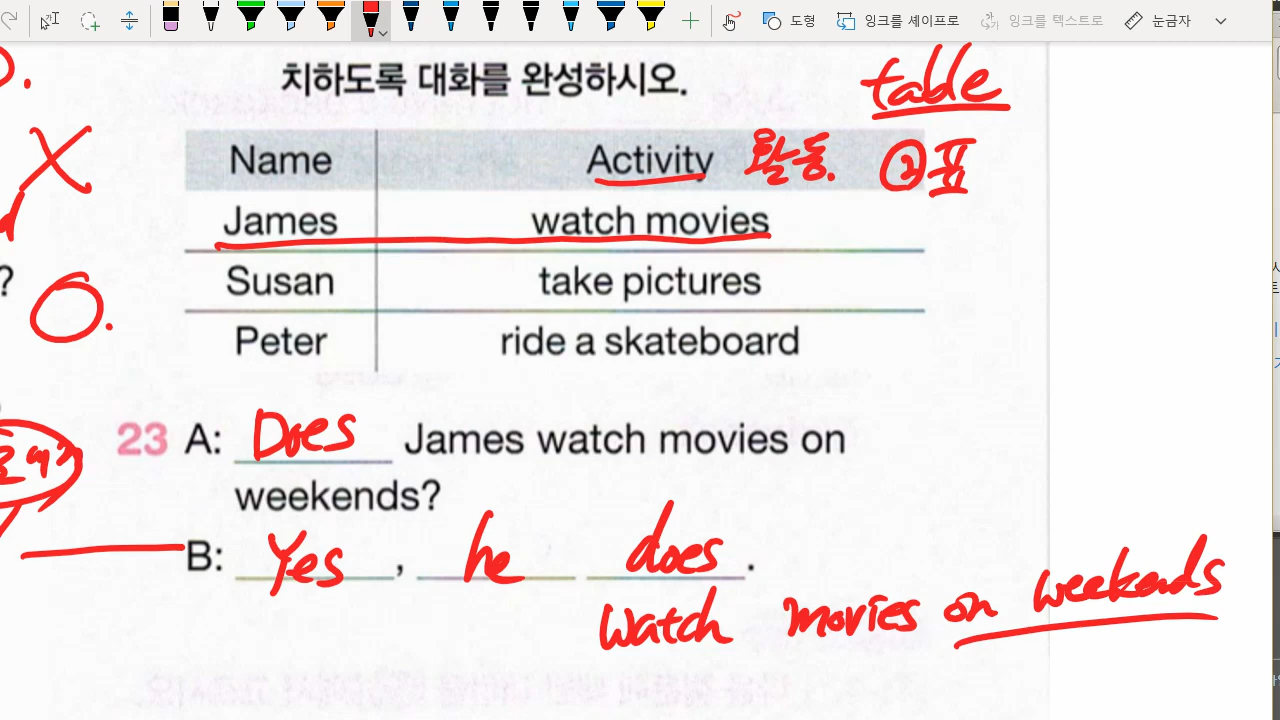 도형 잉크를 셰이프로 잉크를 텍스트로 눈금자
치하도록 대화를 완성하시오.
table
② 표
Name Activity 활동.
James watch movies
Susan take pictures
Peter ride a skateboard
X
?
O.
23 A: Does James watch movies on
weekends?
B: Yes, he does.
watch movies on weekends